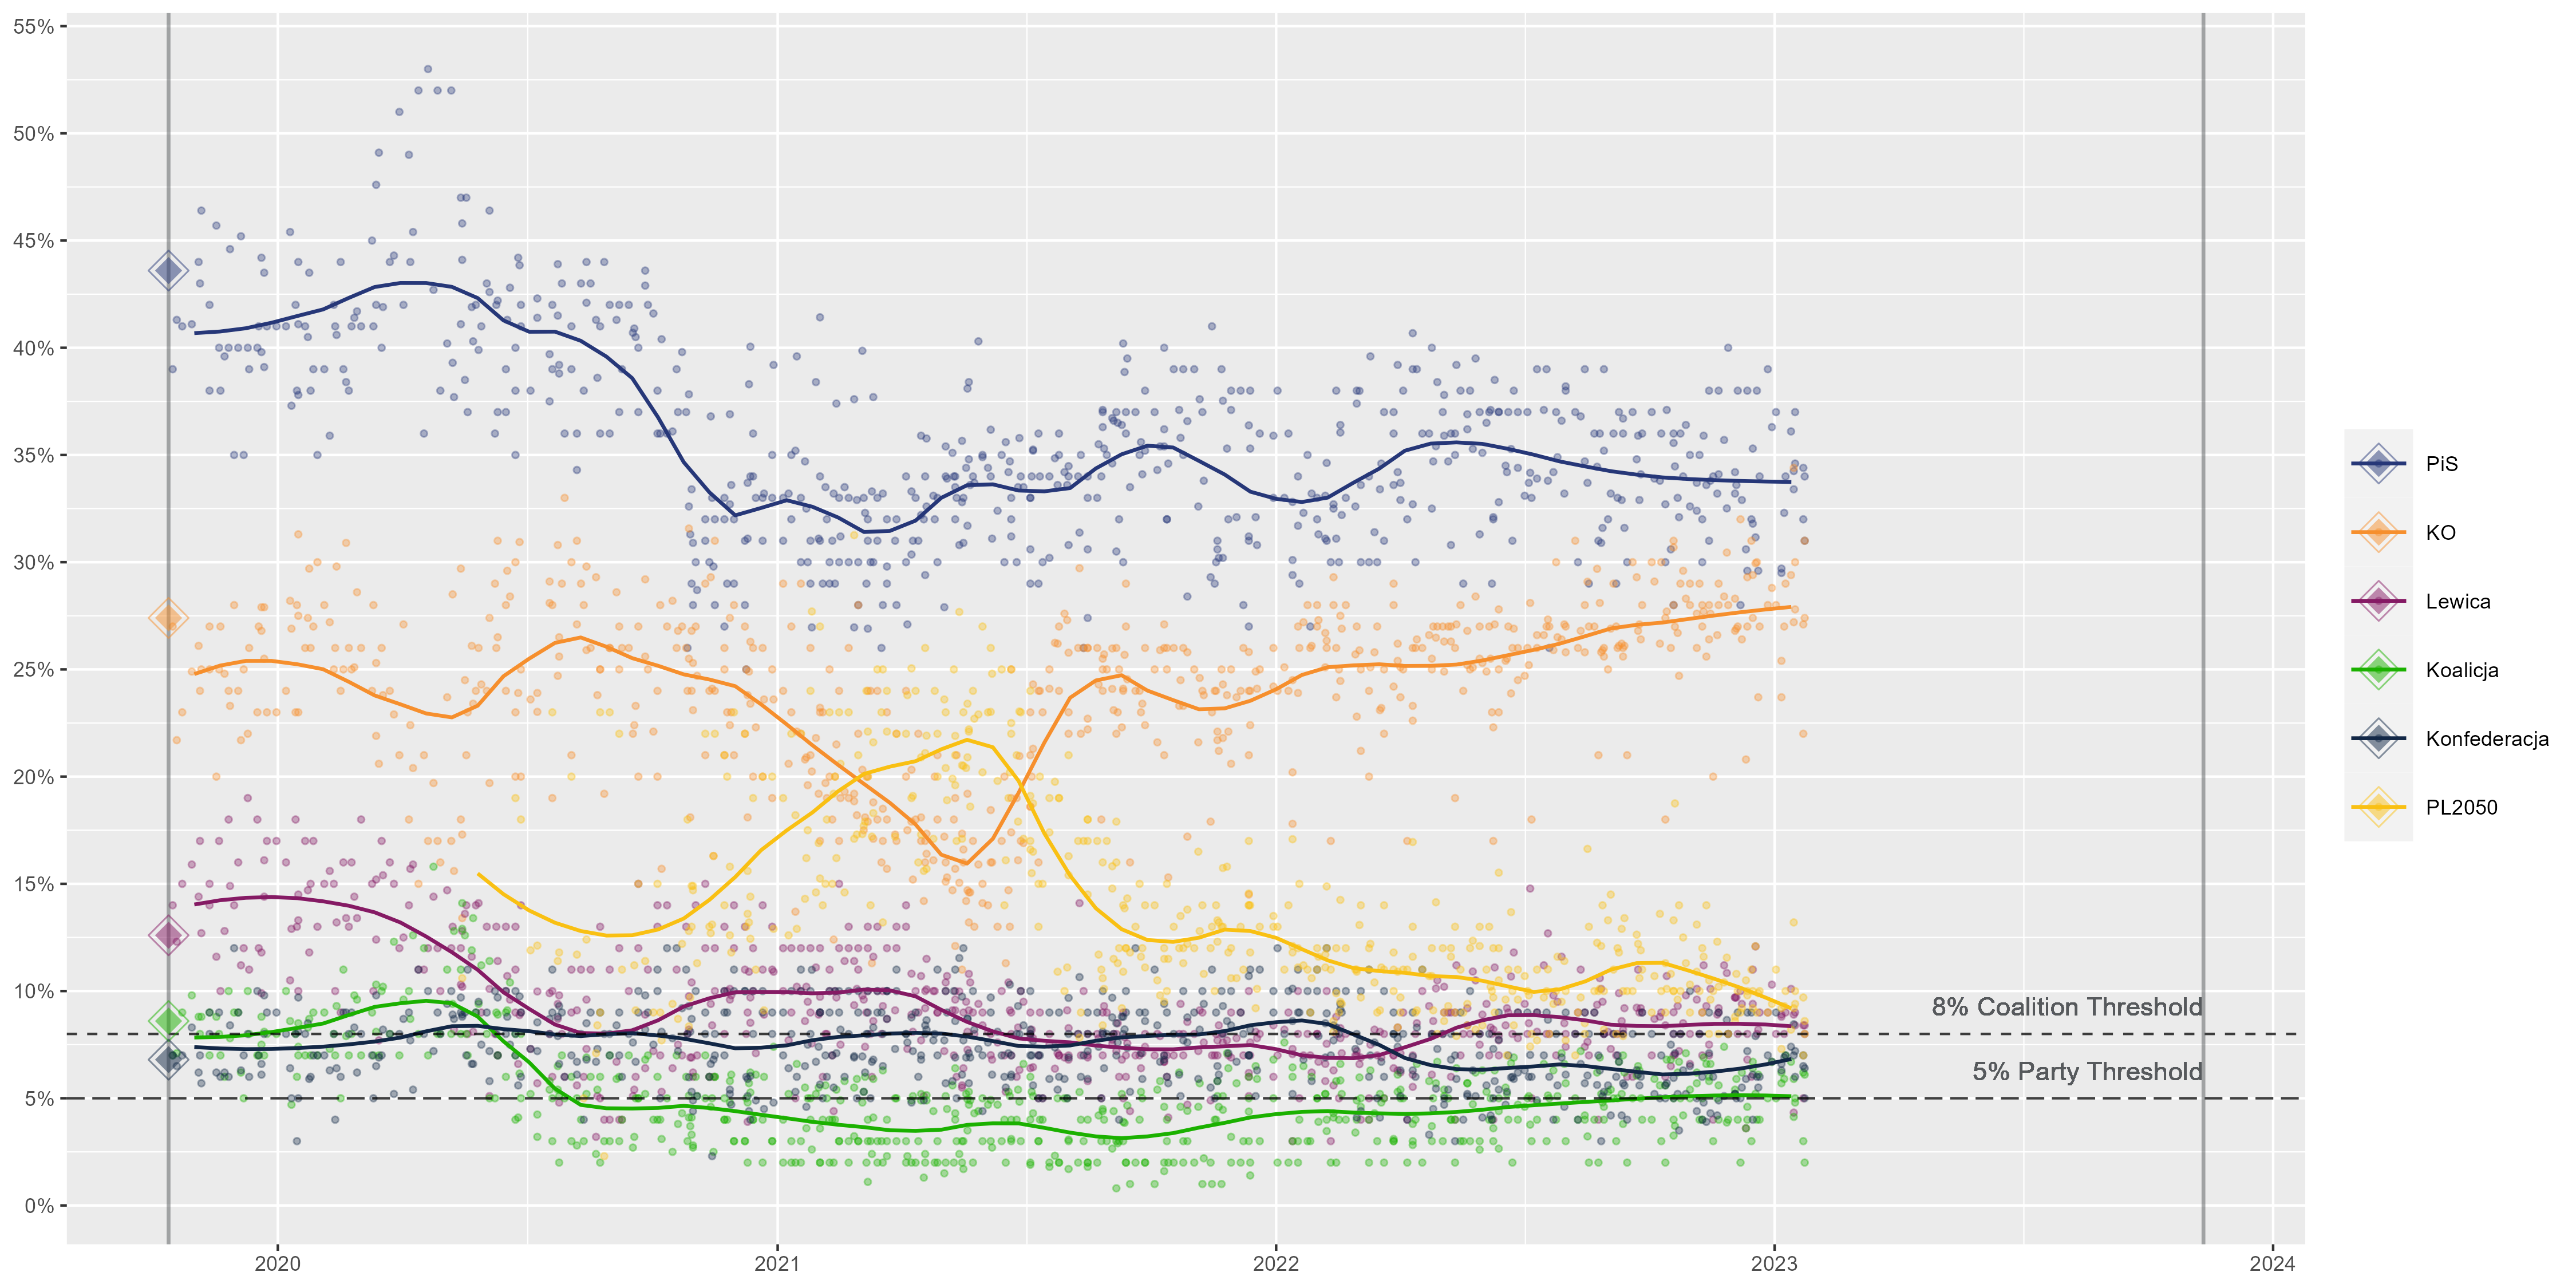 55%
50%
45%
40%
35%
30%
25%
20%
15%
10%
5%
0%
8% Coalition Threshold
5% Party Threshold
2020
2021
2022
2023
2024
PiS
KO
Lewica
Koalicja
Konfederacja
PL2050